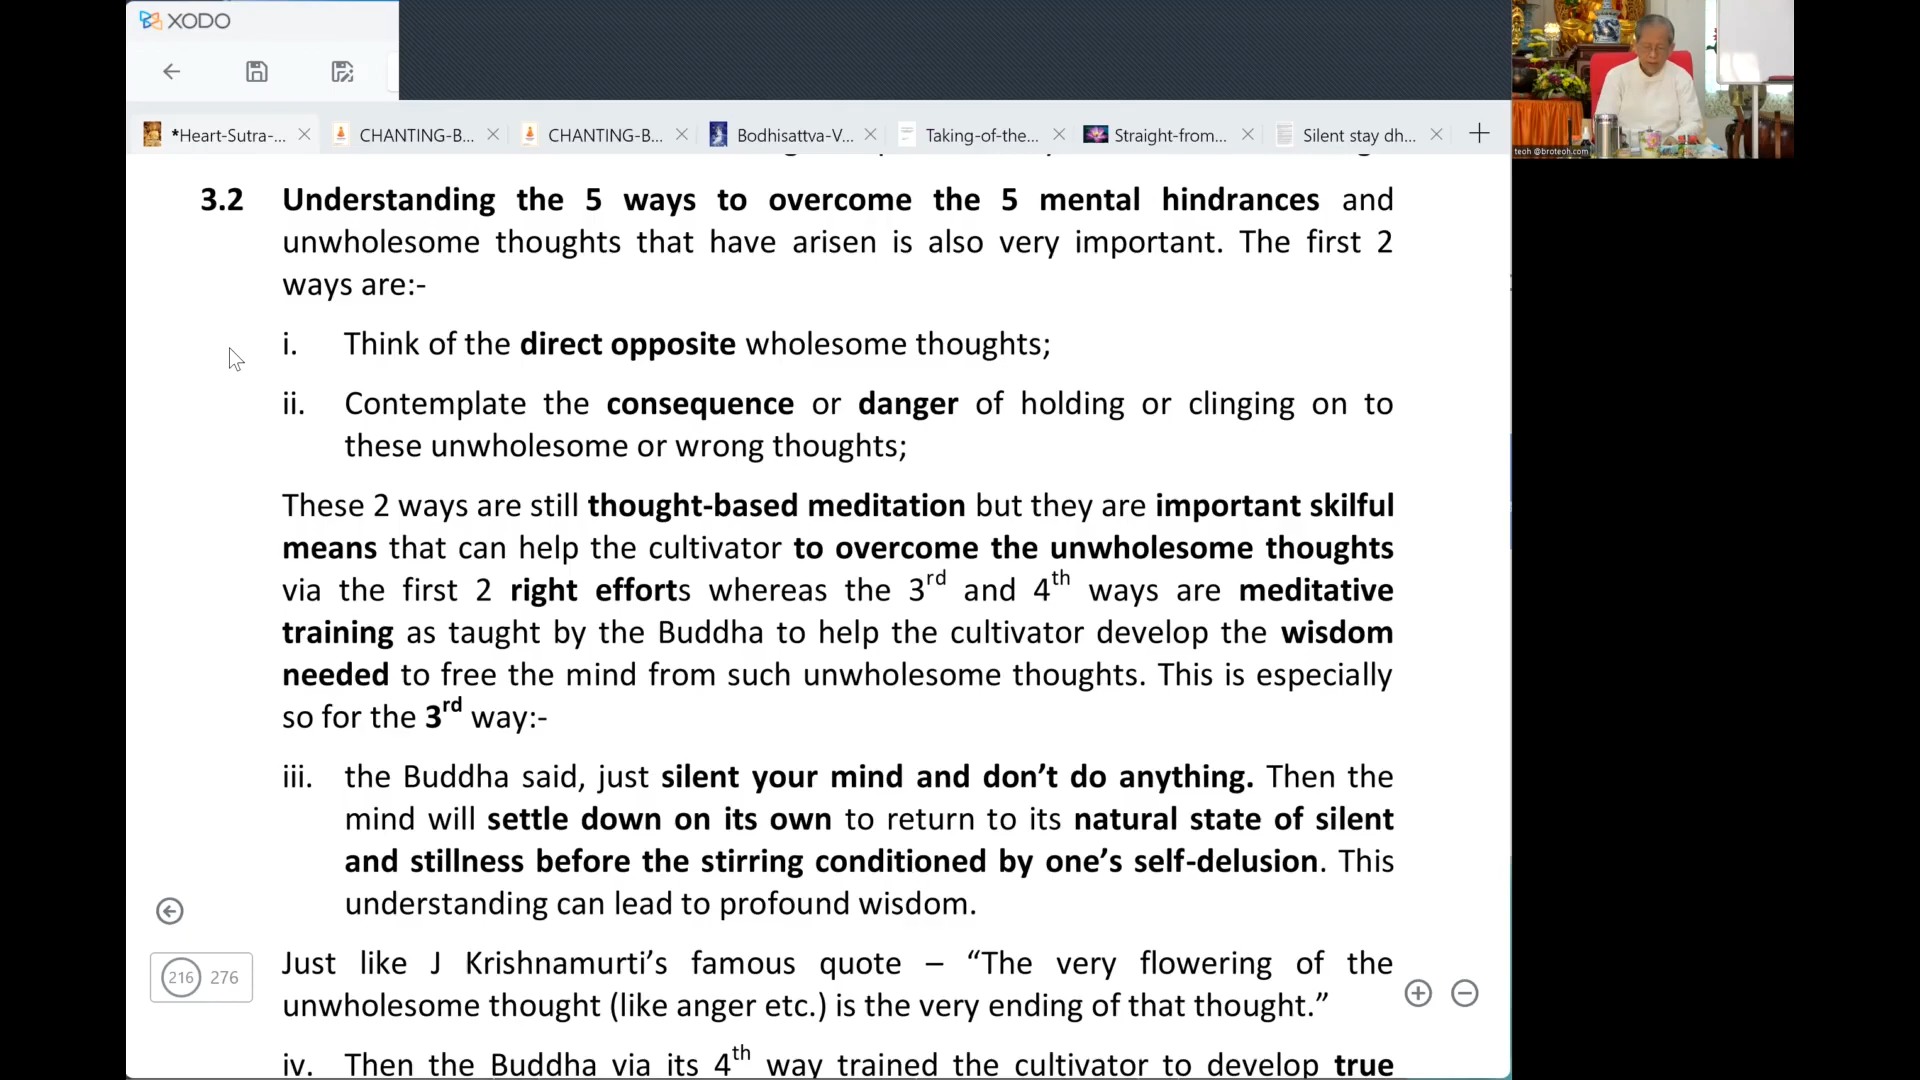 XODO
*Heart-Sutra-... CHANTING-B... CHANTING-B... Bodhisattva-V... Taking-of-the... Straight-from... Silent stay dh...
teoh @broteoh.com
3.2 Understanding the 5 ways to overcome the 5 mental hindrances and
unwholesome thoughts that have arisen is also very important. The first 2
ways are:-
i. Think of the direct opposite wholesome thoughts;
ii. Contemplate the consequence or danger of holding or clinging on to
these unwholesome or wrong thoughts;
These 2 ways are still thought-based meditation but they are important skilful
means that can help the cultivator to overcome the unwholesome thoughts
via the first 2 right efforts whereas the 3rd and 4th ways are meditative
training as taught by the Buddha to help the cultivator develop the wisdom
needed to free the mind from such unwholesome thoughts. This is especially
so for the 3rd way:-
iii. the Buddha said, just silent your mind and don’t do anything. Then the
mind will settle down on its own to return to its natural state of silent
and stillness before the stirring conditioned by one’s self-delusion. This
understanding can lead to profound wisdom.
Just like J Krishnamurti’s famous quote – “The very flowering of the
unwholesome thought (like anger etc.) is the very ending of that thought.”
iv. Then the Buddha via its 4th way trained the cultivator to develop true
216 276